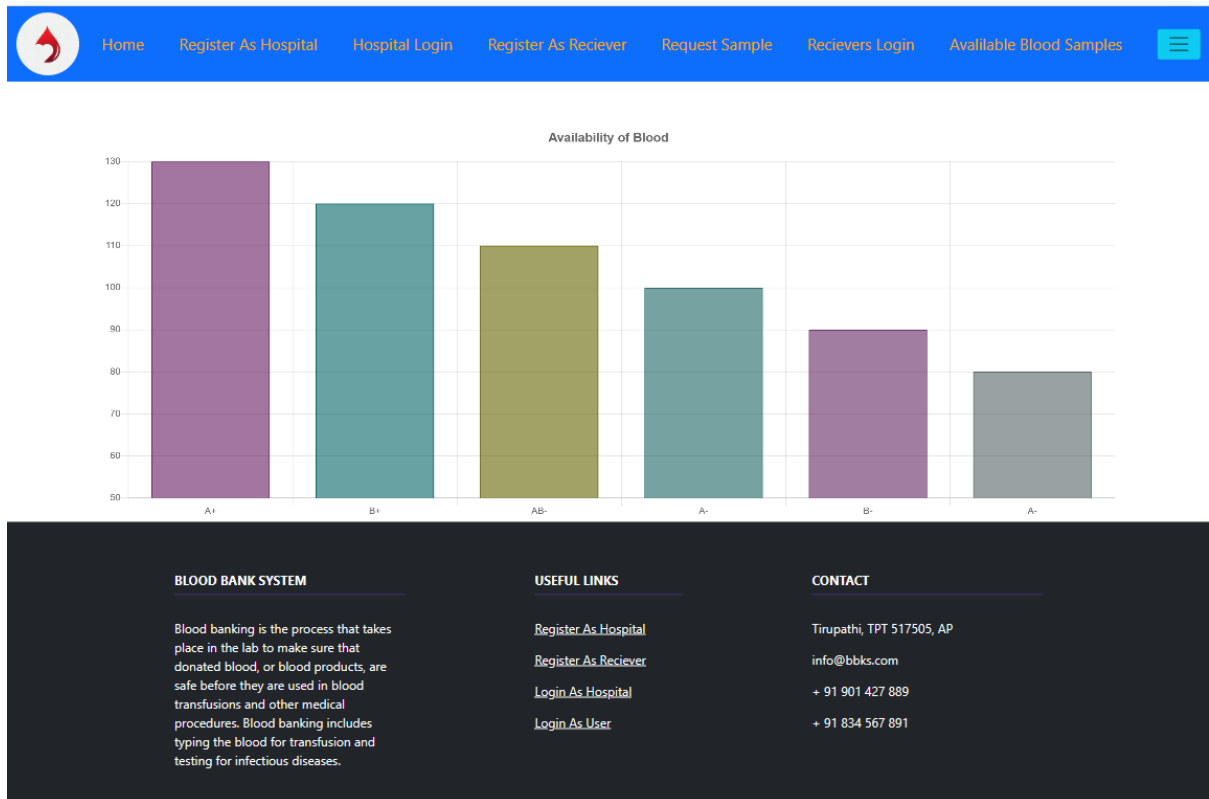 Home Register As Hospital Hospital Login Register As Reciever Request Sample Recievers Login Avalilable Blood Samples
Availability of Blood
130
120
110
100
90
80
70
60
50
A+ B+ AB- A- B- A-
BLOOD BANK SYSTEM
Blood banking is the process that takes
place in the lab to make sure that
donated blood, or blood products, are
safe before they are used in blood
transfusions and other medical
procedures. Blood banking includes
typing the blood for transfusion and
testing for infectious diseases.
USEFUL LINKS
Register As Hospital
Register As Reciever
Login As Hospital
Login As User
CONTACT
Tirupathi, TPT 517505, AP
info@bbks.com
+ 91 901 427 889
+ 91 834 567 891